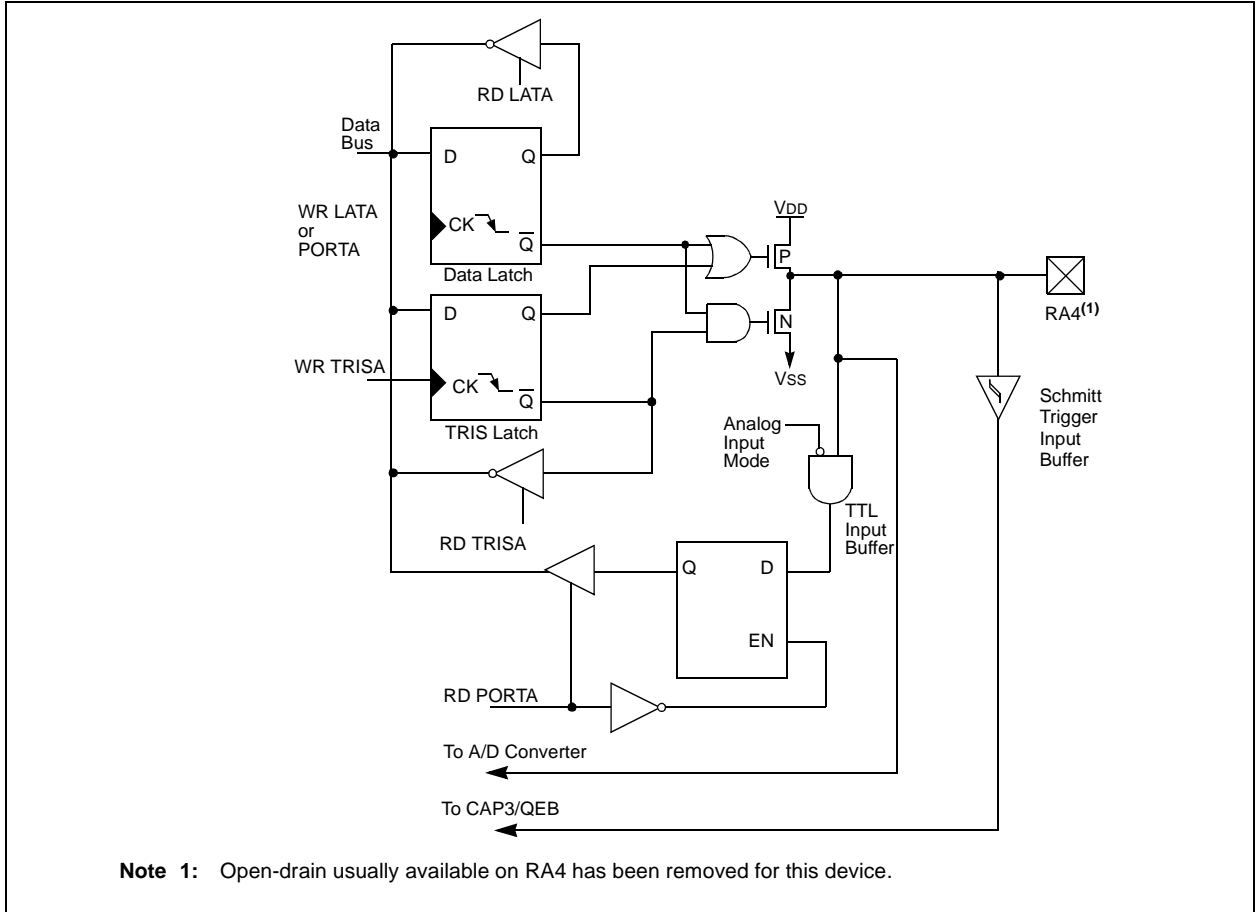 RD LATA
Data
Bus
D
Q
WR LATA
or
PORTA
CK
Q̅
Data Latch
VDD
P
RA4(1)
D
Q
N
WR TRISA
CK
Q̅
TRIS Latch
VSS
Analog
Input
Mode
Schmitt
Trigger
Input
Buffer
TTL
Input
Buffer
RD TRISA
Q
D
EN
RD PORTA
To A/D Converter
To CAP3/QEB
Note 1: Open-drain usually available on RA4 has been removed for this device.